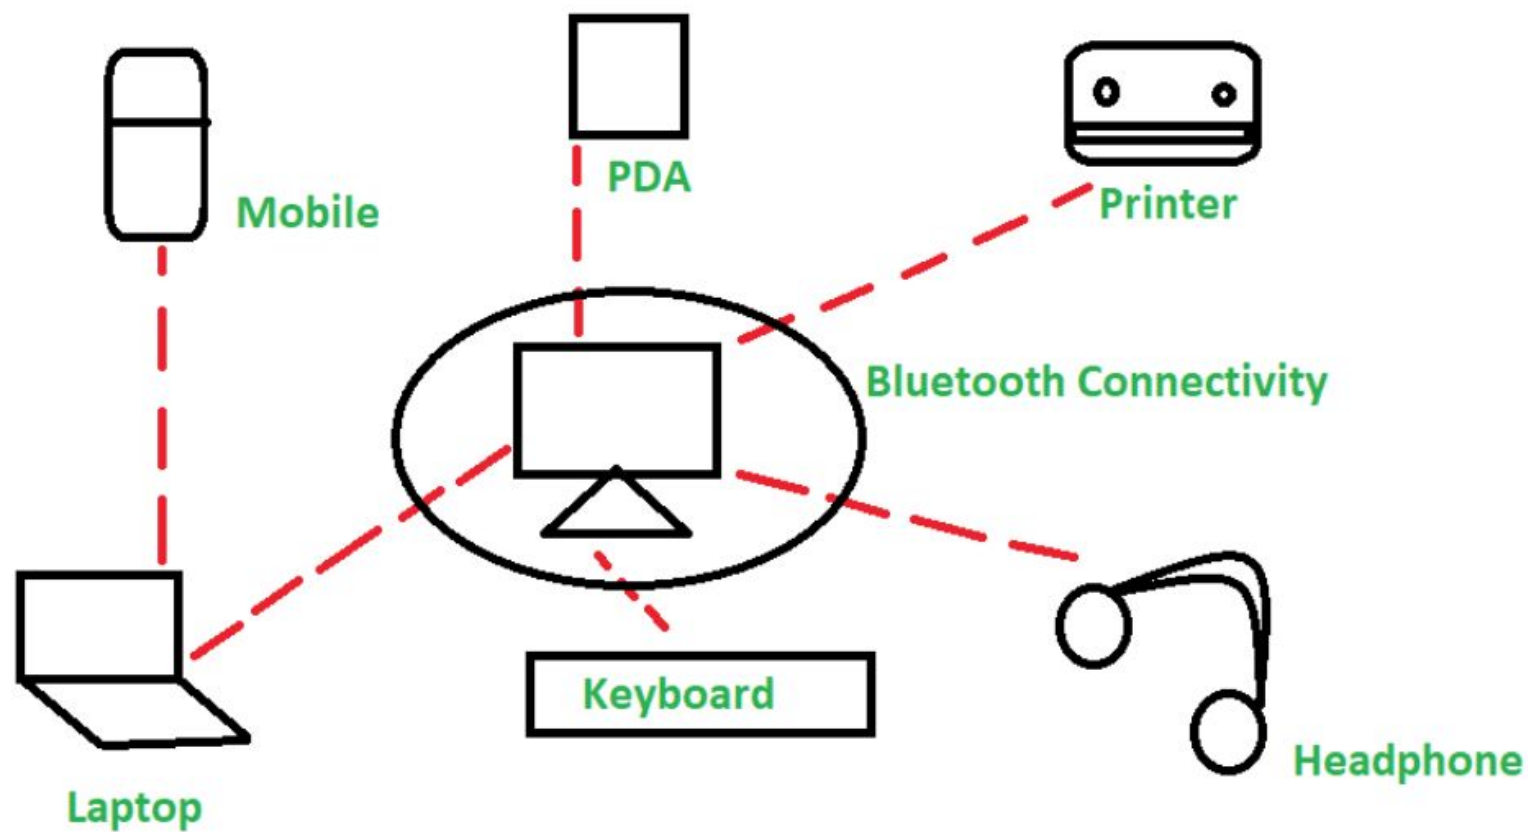 PDA
Mobile
Printer
Bluetooth Connectivity
Keyboard
Headphone
Laptop